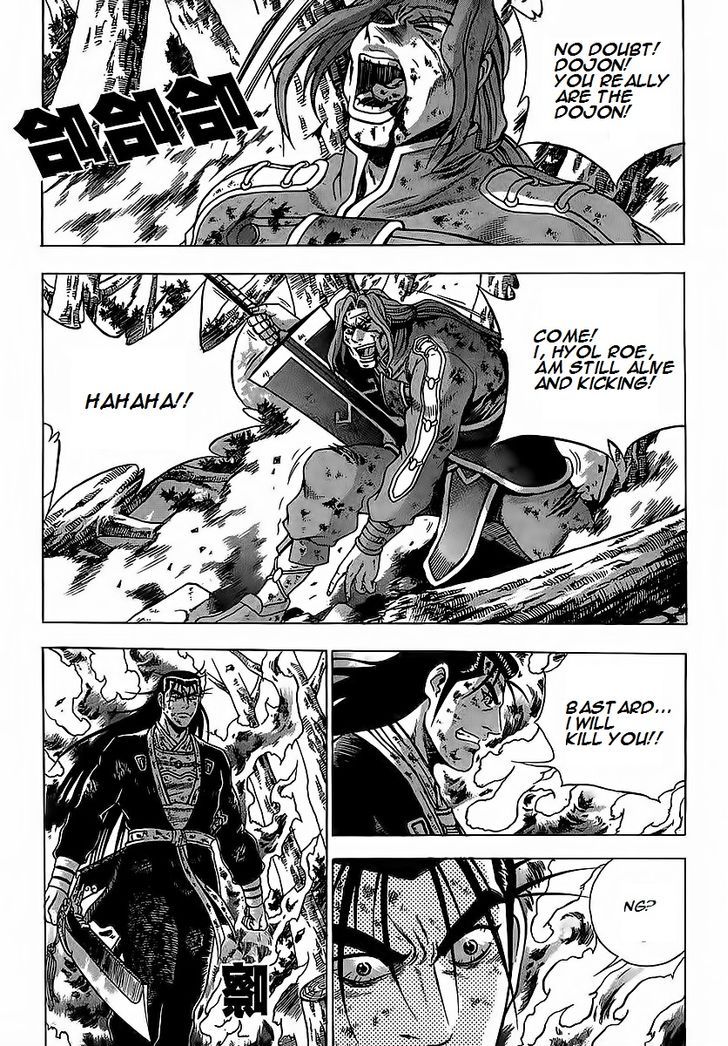 NO DOUBT!
DOJON!
YOU REALLY
ARE THE
DOJON!
COME!
I, HYOL ROE,
AM STILL ALIVE
AND KICKING!
HAHAHA!!
BASTARD...
I WILL
KILL YOU!!
NG?